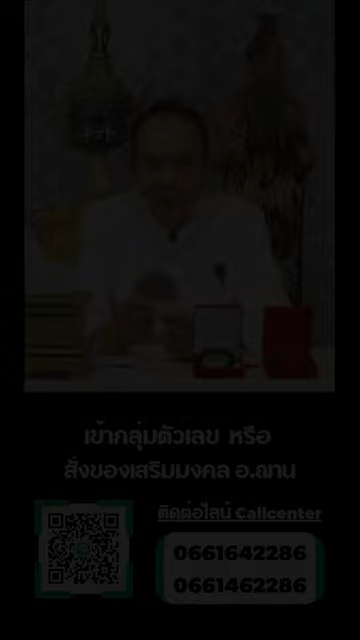 เข้ากลุ่มตัวเลข หรือ
สั่งของเสริมมงคล อ.ฌาน
ติดต่อไลน์ Callcenter
0661642286
0661462286